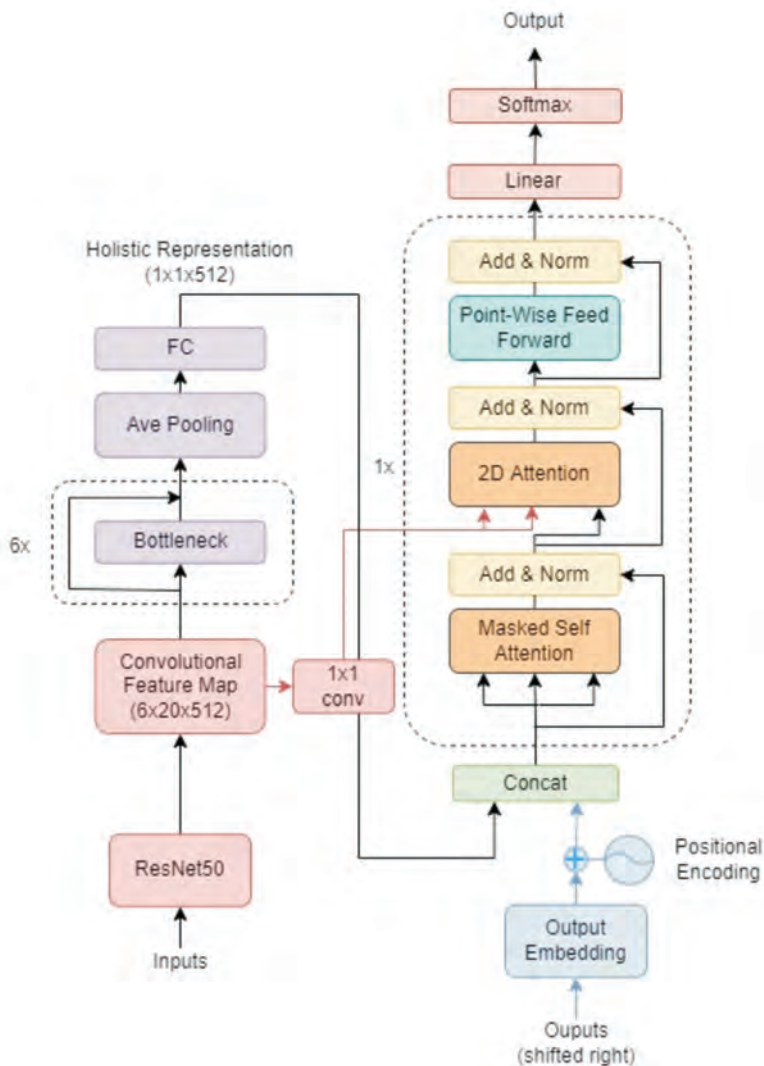 Output
Softmax
Linear
Add & Norm
Point-Wise Feed
Forward
Add & Norm
2D Attention
1x
Add & Norm
Masked Self
Attention
Concat
Positional
Encoding
Output
Embedding
Ouputs
(shifted right)
Holistic Representation
(1x1x512)
FC
Ave Pooling
6x
Bottleneck
Convolutional
Feature Map
(6x20x512)
1x1
conv
ResNet50
Inputs